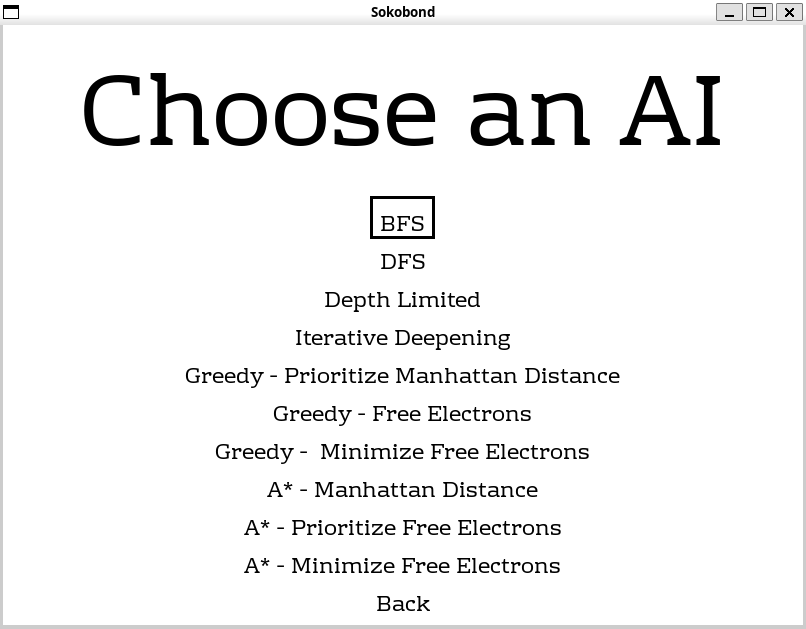 Sokobond
Choose an AI
BFS
DFS
Depth Limited
Iterative Deepening
Greedy - Prioritize Manhattan Distance
Greedy - Free Electrons
Greedy -  Minimize Free Electrons
A* - Manhattan Distance
A* - Prioritize Free Electrons
A* - Minimize Free Electrons
Back